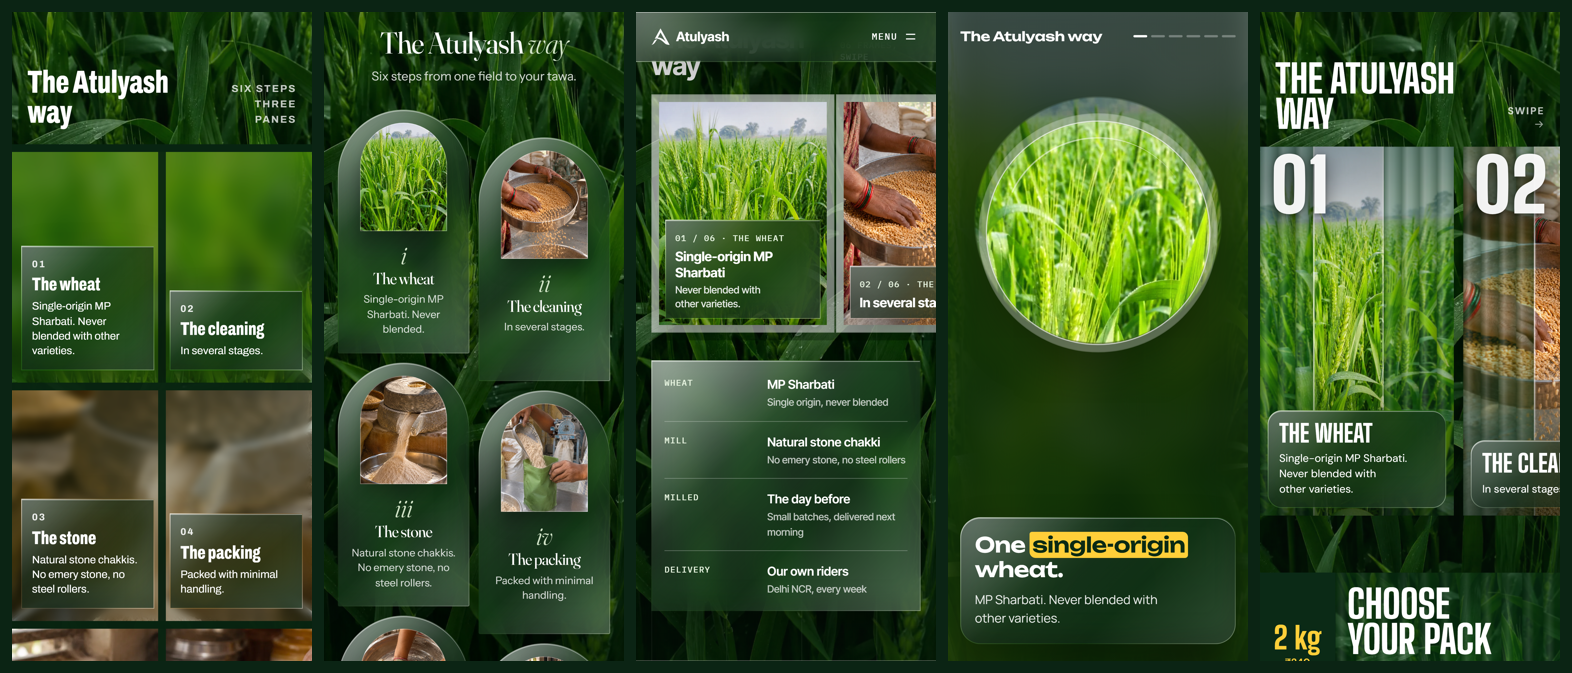 The Atulyash
way
SIX STEPS
THREE
PANES
01
The wheat
Single-origin MP
Sharbati. Never
blended with other
varieties.
02
The cleaning
In several stages.
03
The stone
Natural stone chakkis.
No emery stone, no
steel rollers.
04
The packing
Packed with minimal
handling.
The Atulyash way
Six steps from one field to your tawa.
i
The wheat
Single-origin MP
Sharbati. Never
blended.
ii
The cleaning
In several stages.
iii
The stone
Natural stone chakkis.
No emery stone, no
steel rollers.
iv
The packing
Packed with minimal
handling.
Atulyash
MENU
way
01 / 06 · THE WHEAT
Single-origin MP
Sharbati
Never blended with
other varieties.
02 / 06 · THE
In several sta
WHEAT
MP Sharbati
Single origin, never blended
MILL
Natural stone chakki
No emery stone, no steel rollers
MILLED
The day before
Small batches, delivered next
morning
DELIVERY
Our own riders
Delhi NCR, every week
The Atulyash way
One single-origin
wheat.
MP Sharbati. Never blended with
other varieties.
THE ATULYASH
WAY
SWIPE
→
01
THE WHEAT
Single-origin MP Sharbati.
Never blended with
other varieties.
02
THE CLEA
In several stage
CHOOSE
YOUR PACK
2 kg